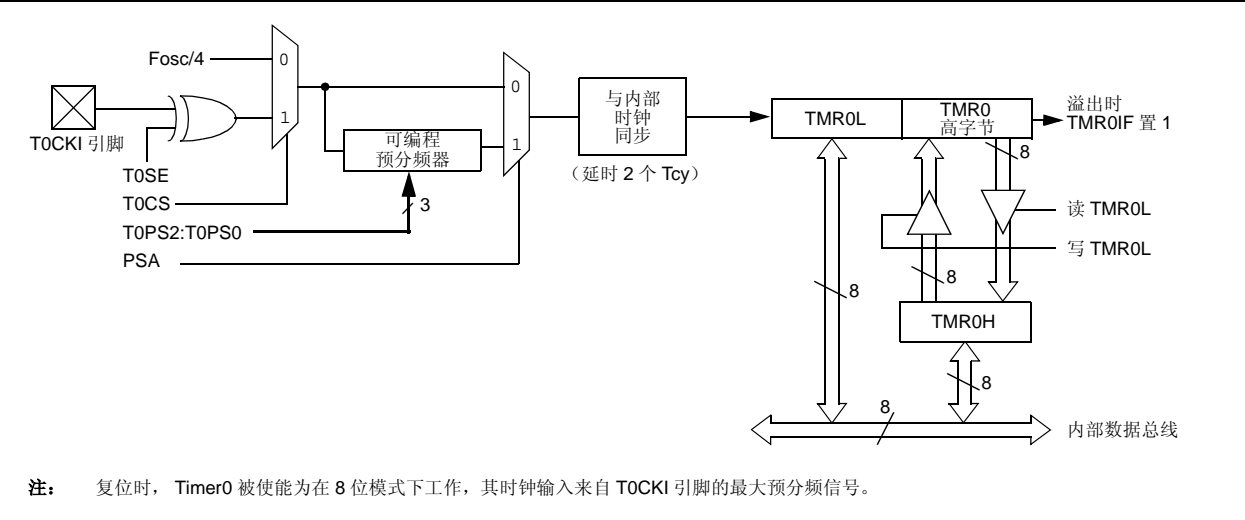 Fosc/4
0
1
T0CKI 引脚
T0SE
T0CS
T0PS2:T0PS0
PSA
可编程
预分频器
3
0
1
与内部
时钟
同步
（延时 2 个 Tcy）
TMR0L
TMR0
高字节
溢出时
TMR0IF 置 1
8
读 TMR0L
写 TMR0L
8
8
TMR0H
8
8
内部数据总线
注： 复位时， Timer0 被使能为在 8 位模式下工作，其时钟输入来自 T0CKI 引脚的最大预分频信号。